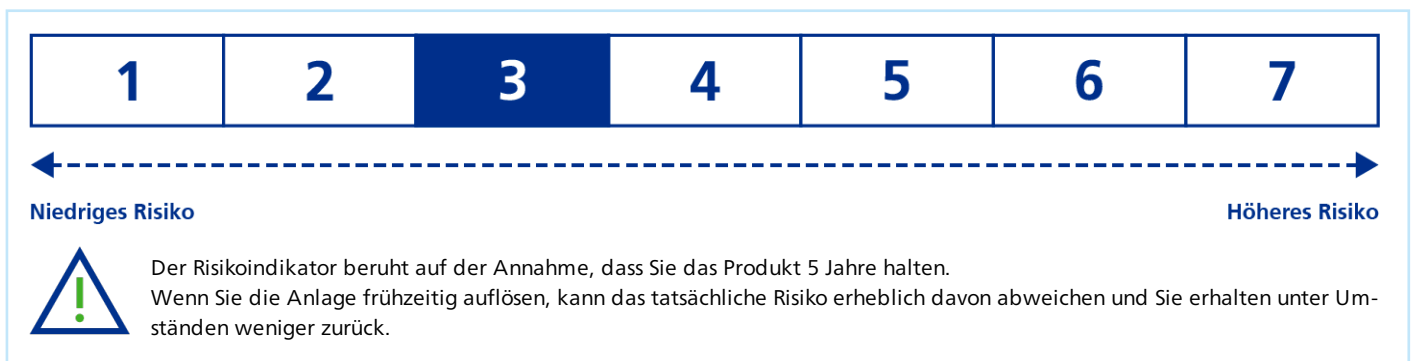 1 2 3 4 5 6 7
Niedriges Risiko Höheres Risiko
Der Risikoindikator beruht auf der Annahme, dass Sie das Produkt 5 Jahre halten.
Wenn Sie die Anlage frühzeitig auflösen, kann das tatsächliche Risiko erheblich davon abweichen und Sie erhalten unter Um-
ständen weniger zurück.